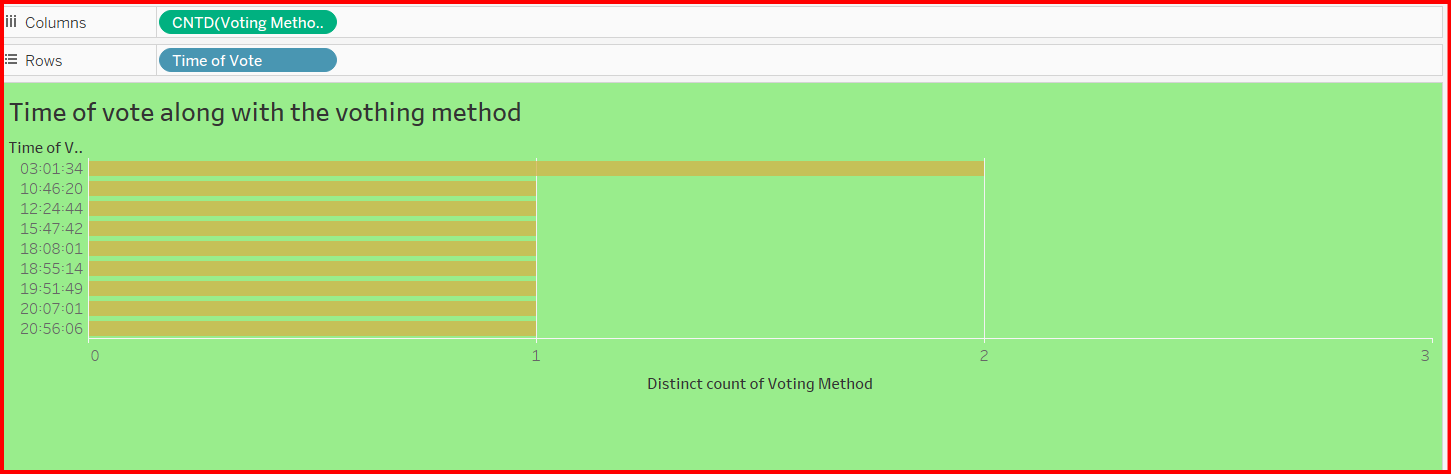 Columns CNTD(Voting Metho..
Rows Time of Vote
Time of vote along with the vothing method
Time of V..
03:01:34
10:46:20
12:24:44
15:47:42
18:08:01
18:55:14
19:51:49
20:07:01
20:56:06
0 1 2 3
Distinct count of Voting Method